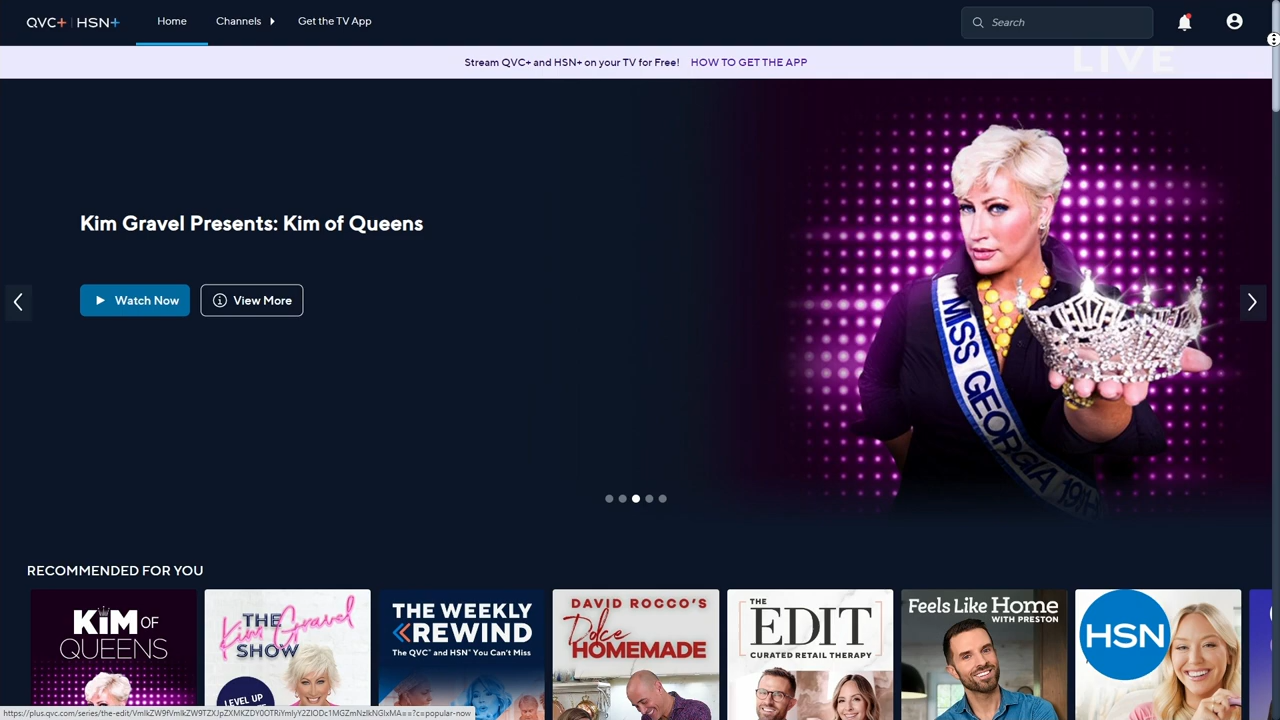 QVC+ | HSN+
Home
Channels
Get the TV App
Search
Stream QVC+ and HSN+ on your TV for Free! HOW TO GET THE APP
LIVE
Kim Gravel Presents: Kim of Queens
Watch Now
View More
MISS GEORGIA
RECOMMENDED FOR YOU
KIM OF
QUEENS
THE
Kim Gravel
SHOW
LEVEL UP
THE WEEKLY
REWIND
The QVC® and HSN® You Can't Miss
DAVID ROCCO'S
Dolce
HOMEMADE
THE
EDIT
CURATED RETAIL THERAPY
Feels Like Home
WITH PRESTON
HSN